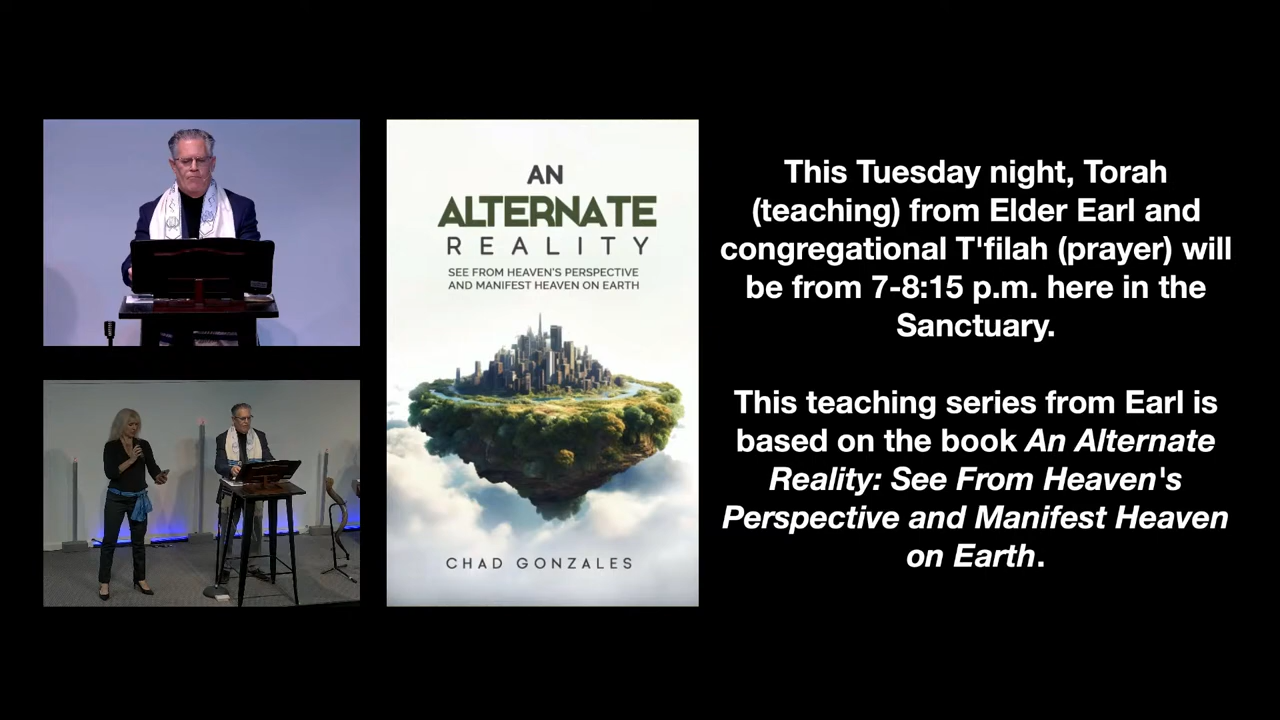 AN
ALTERNATE
REALITY
SEE FROM HEAVEN'S PERSPECTIVE
AND MANIFEST HEAVEN ON EARTH
CHAD GONZALES
This Tuesday night, Torah
(teaching) from Elder Earl and
congregational T'filah (prayer) will
be from 7-8:15 p.m. here in the
Sanctuary.
This teaching series from Earl is
based on the book An Alternate
Reality: See From Heaven's
Perspective and Manifest Heaven
on Earth.